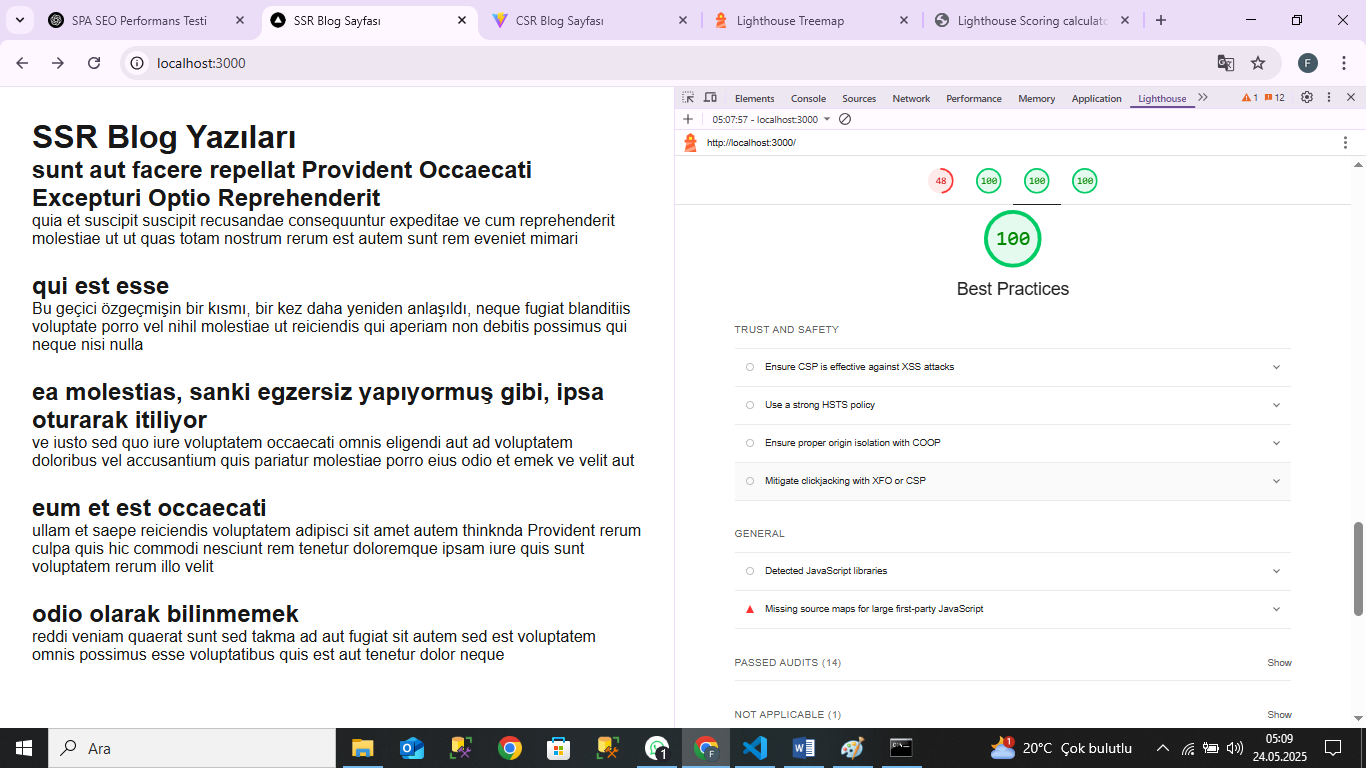 SPA SEO Performans Testi
SSR Blog Sayfası
CSR Blog Sayfası
Lighthouse Treemap
Lighthouse Scoring calculato
localhost:3000
F
SSR Blog Yazıları
sunt aut facere repellat Provident Occaecati
Excepturi Optio Reprehenderit
quia et suscipit suscipit recusandae consequuntur expeditae ve cum reprehenderit
molestiae ut ut quas totam nostrum rerum est autem sunt rem eveniet mimari
qui est esse
Bu geçici özgeçmişin bir kısmı, bir kez daha yeniden anlaşıldı, neque fugiat blanditiis
voluptate porro vel nihil molestiae ut reiciendis qui aperiam non debitis possimus qui
neque nisi nulla
ea molestias, sanki egzersiz yapıyormuş gibi, ipsa
oturarak itiliyor
ve iusto sed quo iure voluptatem occaecati omnis eligendi aut ad voluptatem
doloribus vel accusantium quis pariatur molestiae porro eius odio et emek ve velit aut
eum et est occaecati
ullam et saepe reiciendis voluptatem adipisci sit amet autem thinknda Provident rerum
culpa quis hic commodi nesciunt rem tenetur doloremque ipsam iure quis sunt
voluptatem rerum illo velit
odio olarak bilinmemek
reddi veniam quaerat sunt sed takma ad aut fugiat sit autem sed est voluptatem
omnis possimus esse voluptatibus quis est aut tenetur dolor neque
Elements Console Sources Network Performance Memory Application Lighthouse 1 12
05:07:57 - localhost:3000
http://localhost:3000/
48 100 100 100
100
Best Practices
TRUST AND SAFETY
Ensure CSP is effective against XSS attacks
Use a strong HSTS policy
Ensure proper origin isolation with COOP
Mitigate clickjacking with XFO or CSP
GENERAL
Detected JavaScript libraries
Missing source maps for large first-party JavaScript
PASSED AUDITS (14) Show
NOT APPLICABLE (1) Show
Ara
1
F
1
20°C Çok bulutlu
05:09
24.05.2025